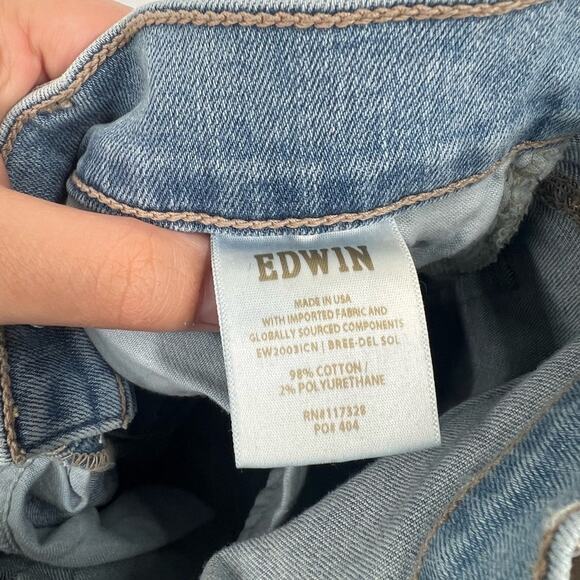 EDWIN
MADE IN USA
WITH IMPORTED FABRIC AND
GLOBALLY SOURCED COMPONENTS
EW2003ICN | BREE-DEL SOL
98% COTTON /
2% POLYURETHANE
RN#117328
PO# 404